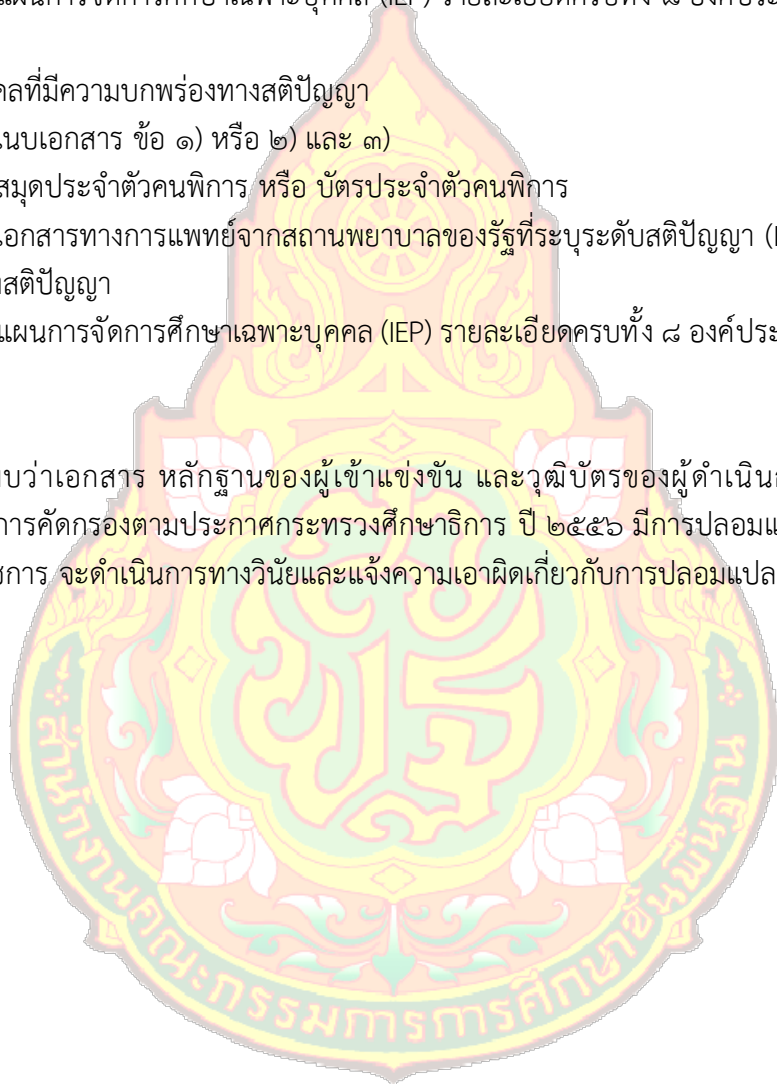 แผนการจัดการศึกษาเฉพาะบุคคล (IEP) รายละเอียดครบทั้ง ๘ องค์ประ
คลที่มีความบกพร่องทางสติปัญญา
แนบเอกสาร ข้อ ๑) หรือ ๒) และ ๓)
สมุดประจำตัวคนพิการ หรือ บัตรประจำตัวคนพิการ
เอกสารทางการแพทย์จากสถานพยาบาลของรัฐที่ระบุระดับสติปัญญา (I
งสติปัญญา
แผนการจัดการศึกษาเฉพาะบุคคล (IEP) รายละเอียดครบทั้ง ๘ องค์ประ
บว่าเอกสาร หลักฐานของผู้เข้าแข่งขัน และวุฒิบัตรของผู้ดำเนิน
การคัดกรองตามประกาศกระทรวงศึกษาธิการ ปี ๒๕๕๖ มีการปลอมแ
ชการ จะดำเนินการทางวินัยและแจ้งความเอาผิดเกี่ยวกับการปลอมแปล
สำนักงานคณะกรรมการการศึกษาขั้นพื้นฐาน